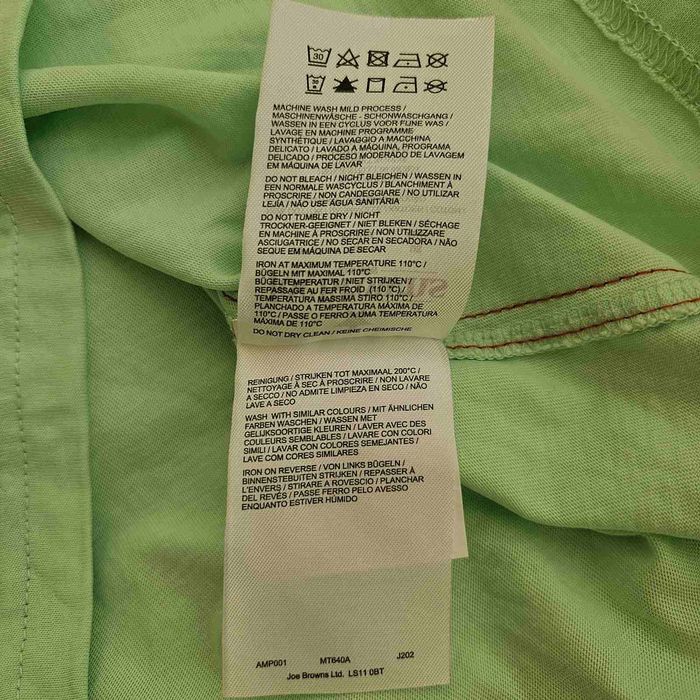 30
MACHINE WASH MILD PROCESS /
MASCHINENWÄSCHE - SCHONWASCHGANG /
WASSEN IN EEN CYCLUS VOOR FIJNE WAS /
LAVAGE EN MACHINE PROGRAMME
SYNTHÉTIQUE / LAVAGGIO A MACCHINA
DELICATO / LAVADO A MÁQUINA, PROGRAMA
DELICADO / PROCESO MODERADO DE LAVAGEM
EM MÁQUINA DE LAVAR
DO NOT BLEACH / NICHT BLEICHEN / WASSEN IN
EEN NORMALE WASCYCLUS / BLANCHIMENT À
PROSCRIRE / NON CANDEGGIARE / NO UTILIZAR
LEJÍA / NÃO USE ÁGUA SANITÁRIA
DO NOT TUMBLE DRY / NICHT
TROCKNER-GEEIGNET / NIET BLEKEN / SÉCHAGE
EN MACHINE À PROSCRIRE / NON UTILIZZARE
ASCIUGATRICE / NO SECAR EN SECADORA / NÃO
SEQUE EM MÁQUINA DE SECAR
IRON AT MAXIMUM TEMPERATURE 110°C /
BÜGELN MIT MAXIMAL 110°C
BÜGELTEMPERATUR / NIET STRIJKEN /
REPASSAGE AU FER FROID (110 °C) /
TEMPERATURA MASSIMA STIRO 110°C /
PLANCHADO A TEMPERATURA MÁXIMA DE
110°C / PASSE O FERRO A UMA TEMPERATURA
MÁXIMA DE 110°C
DO NOT DRY CLEAN / KEINE CHEIMISCHE
REINIGUNG / STRIJKEN TOT MAXIMAAL 200°C /
NETTOYAGE À SEC À PROSCRIRE / NON LAVARE
A SECCO / NO ADMITE LIMPIEZA EN SECO / NÃO
LAVE A SECO
WASH WITH SIMILAR COLOURS / MIT ÄHNLICHEN
FARBEN WASCHEN / WASSEN MET
GELIJKSOORTIGE KLEUREN / LAVER AVEC DES
COULEURS SEMBLABLES / LAVARE CON COLORI
SIMILI / LAVAR CON COLORES SEMEJANTES /
LAVE COM CORES SIMILARES
IRON ON REVERSE / VON LINKS BÜGELN /
BINNENSTEBUITEN STRIJKEN / REPASSER À
L'ENVERS / STIRARE A ROVESCIO / PLANCHAR
DEL REVÉS / PASSE FERRO PELO AVESSO
ENQUANTO ESTIVER HÚMIDO
AMP001 MT640A J202
Joe Browns Ltd. LS11 0BT